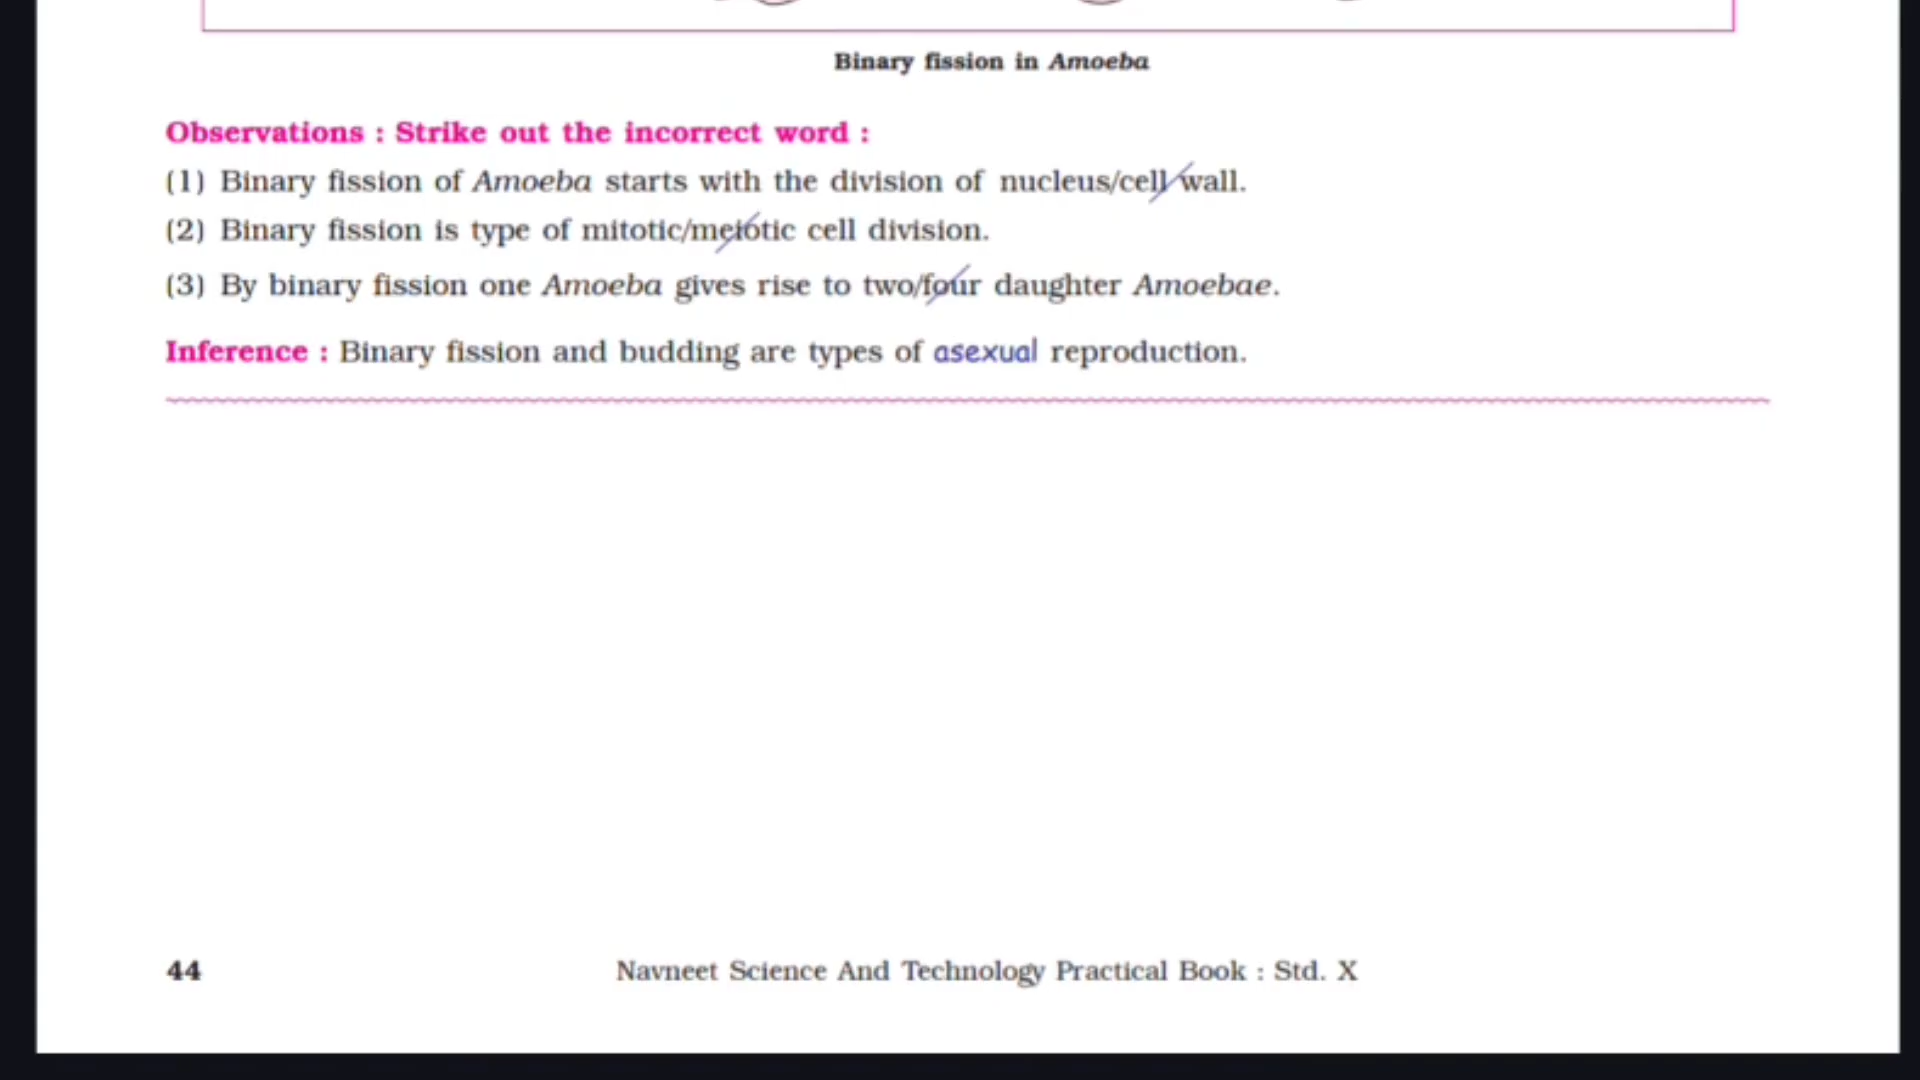 Binary fission in Amoeba
Observations : Strike out the incorrect word :
(1) Binary fission of Amoeba starts with the division of nucleus/cell wall.
(2) Binary fission is type of mitotic/meiotic cell division.
(3) By binary fission one Amoeba gives rise to two/four daughter Amoebae.
Inference : Binary fission and budding are types of asexual reproduction.
44 Navneet Science And Technology Practical Book : Std. X